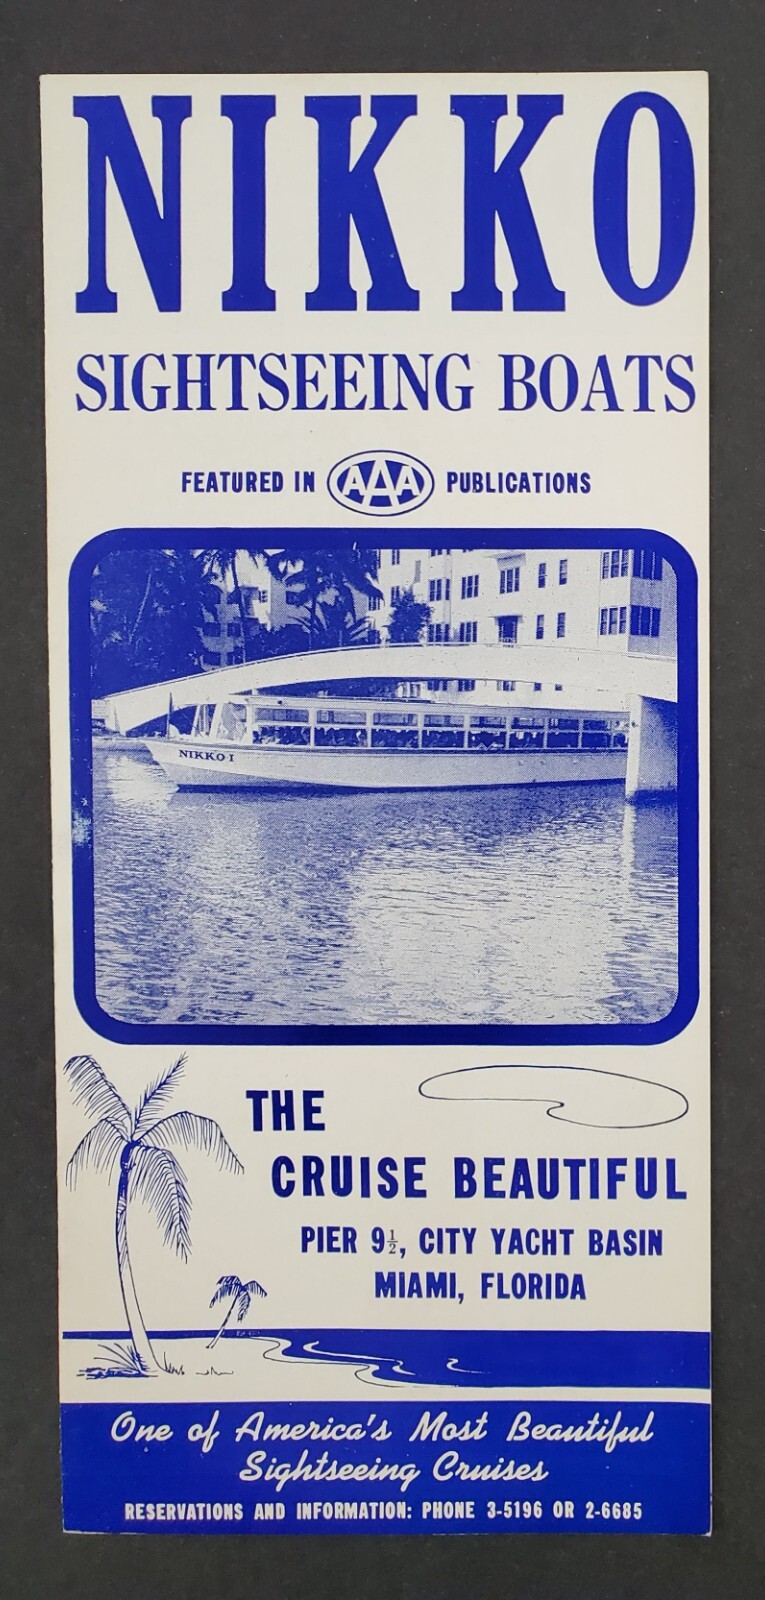 NIKKO
SIGHTSEEING BOATS
FEATURED IN AAA PUBLICATIONS
NIKKO I
THE
CRUISE BEAUTIFUL
PIER 9½, CITY YACHT BASIN
MIAMI, FLORIDA
One of America's Most Beautiful
Sightseeing Cruises
RESERVATIONS AND INFORMATION: PHONE 3-5196 OR 2-6685